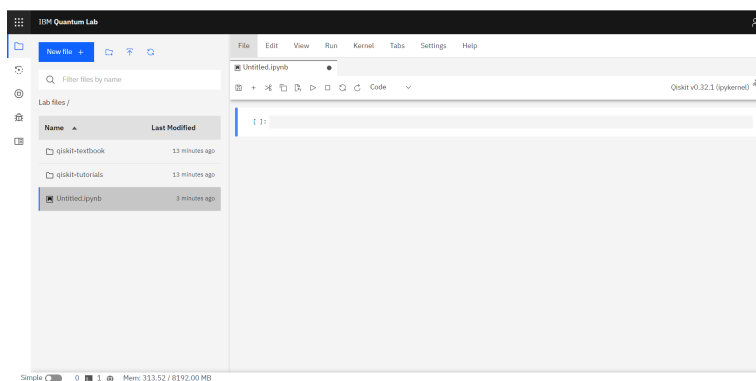 IBM Quantum Lab
New file +
File Edit View Run Kernel Tabs Settings Help
Untitled.ipynb
Filter files by name
Code
Qiskit v0.32.1 (ipykernel)
Lab files /
Name Last Modified
[ ]:
qiskit-textbook 13 minutes ago
qiskit-tutorials 13 minutes ago
Untitled.ipynb 3 minutes ago
Simple 0 1 Mem: 313.52 / 8192.00 MB